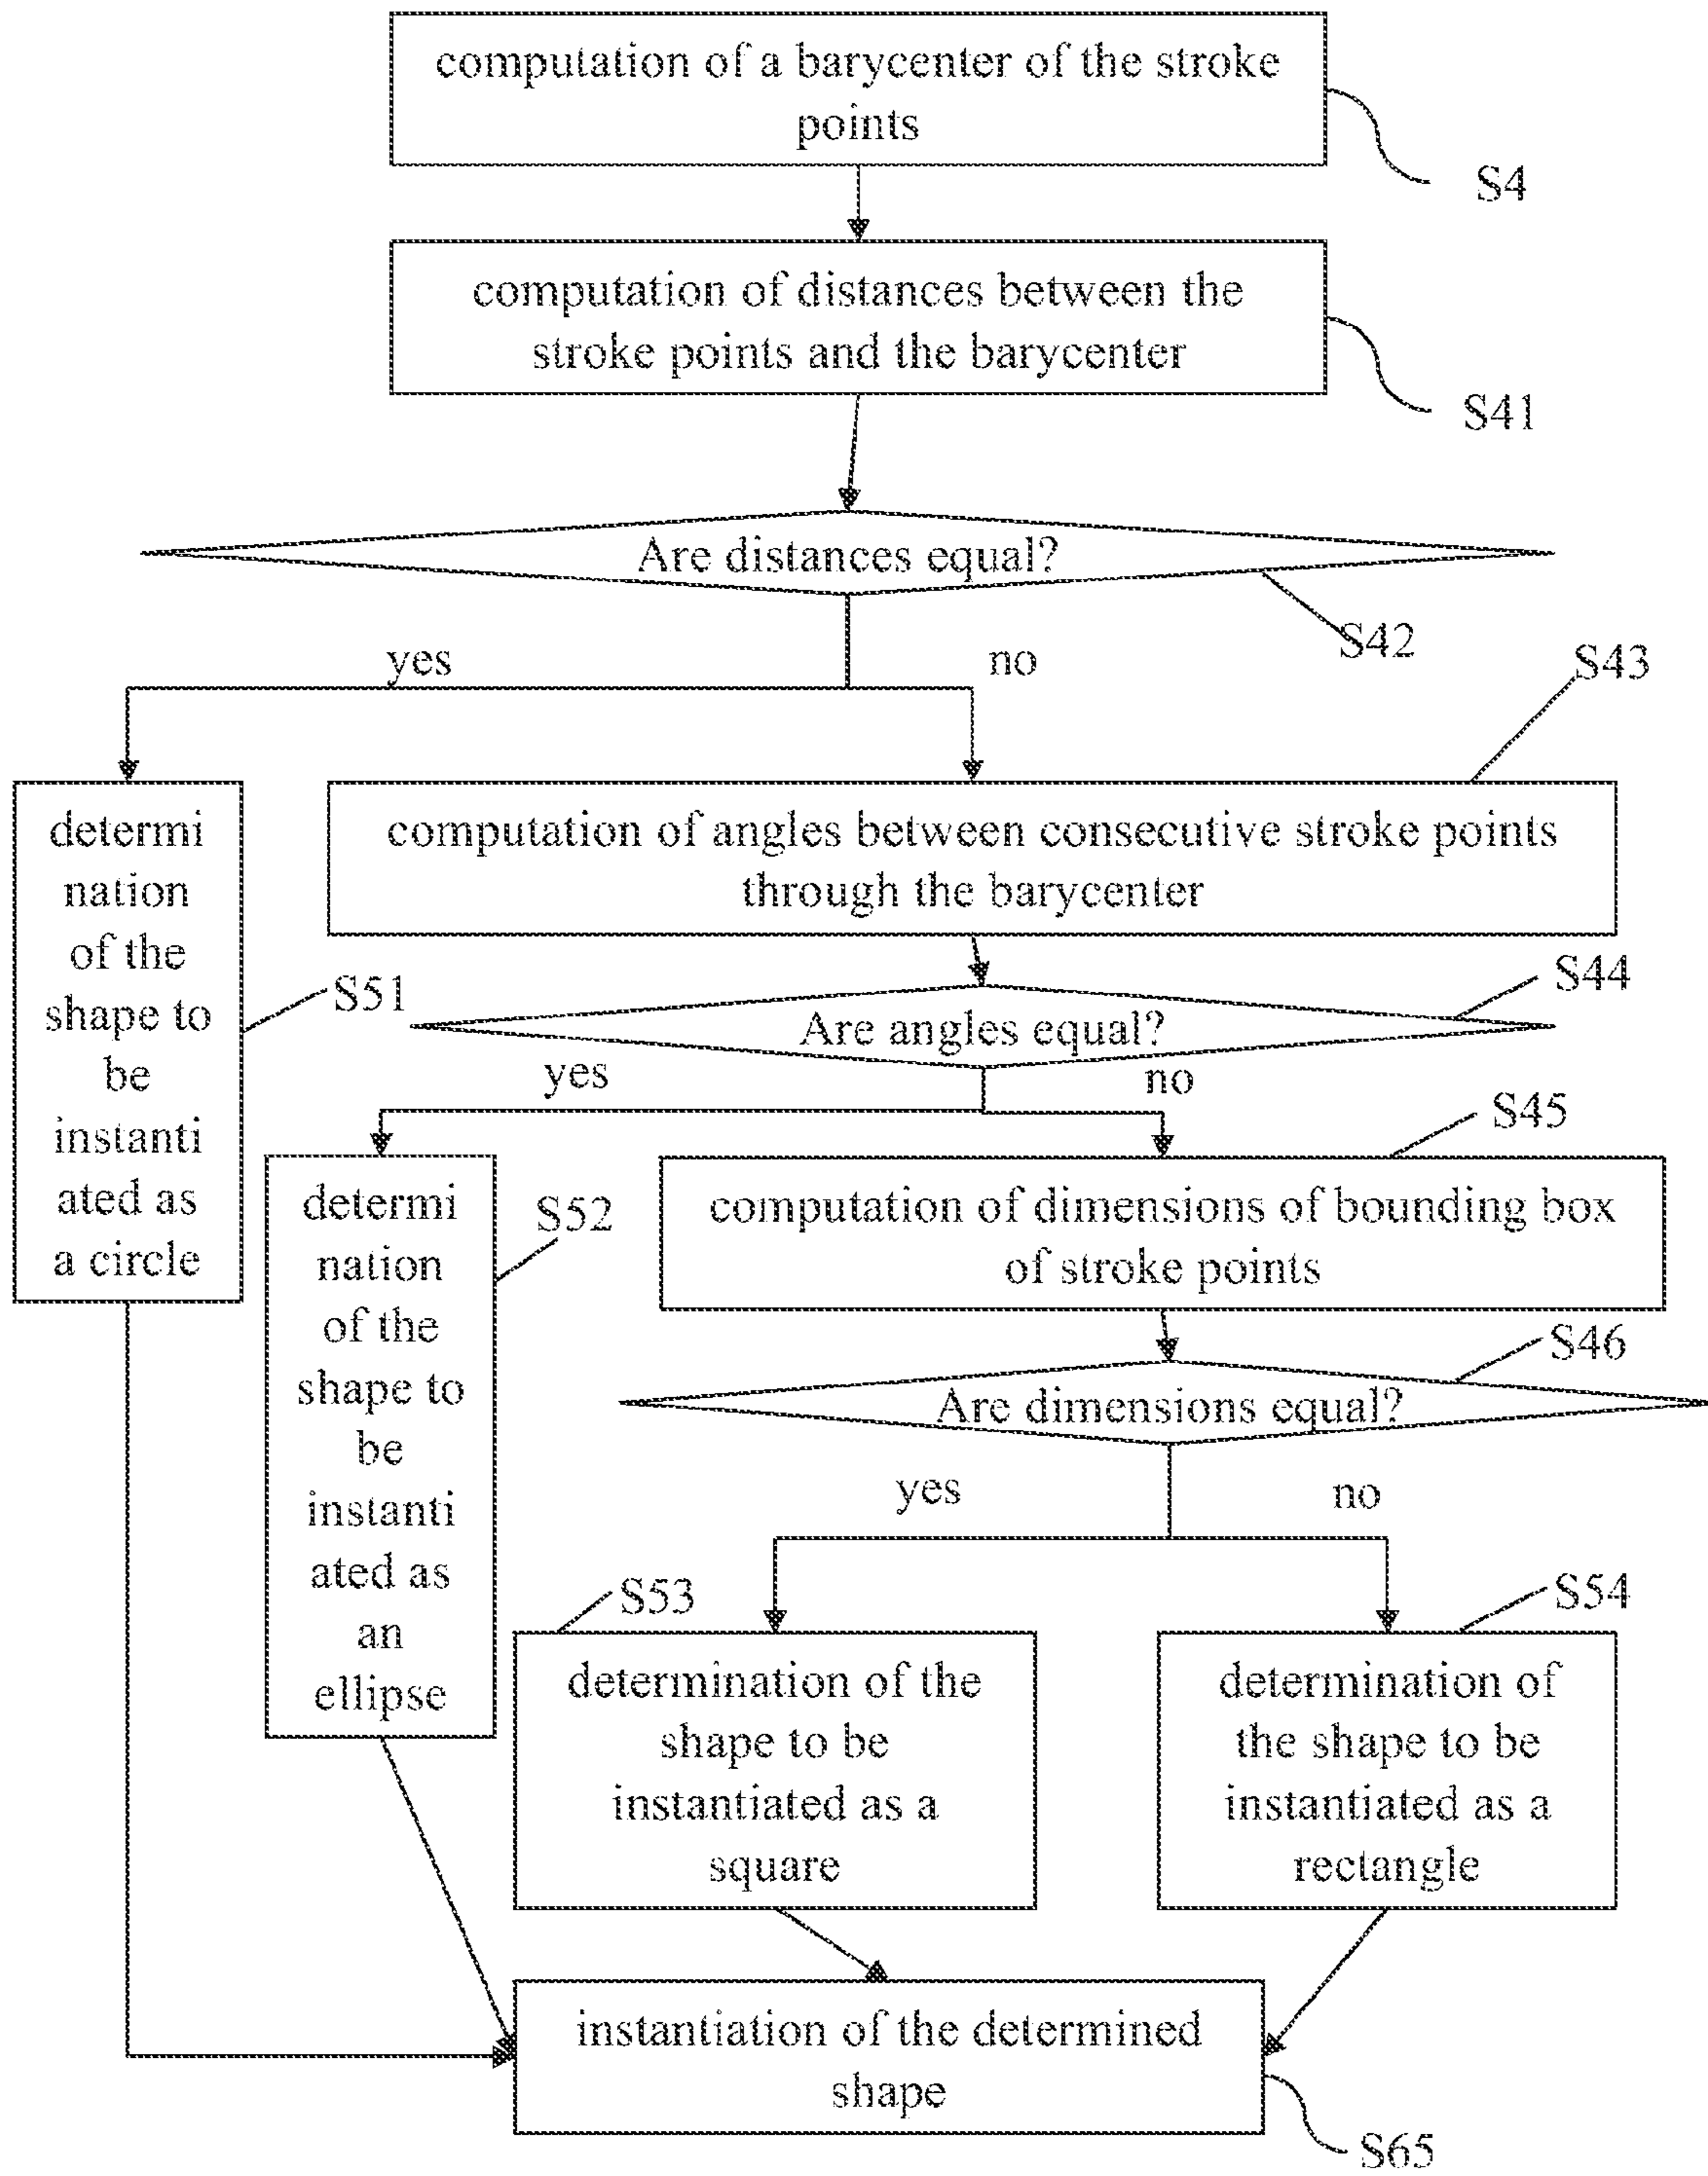 computation of a barycenter of the stroke
points
S4
computation of distances between the
stroke points and the barycenter
S41
Are distances equal?
S42
yes
no
S43
determi
nation
of the
shape to
be
instanti
ated as
a circle
S51
computation of angles between consecutive stroke points
through the barycenter
S44
Are angles equal?
yes
no
S45
determi
nation
of the
shape to
be
instanti
ated as
an
ellipse
S52
computation of dimensions of bounding box
of stroke points
S46
Are dimensions equal?
yes
no
S53
S54
determination of the
shape to be
instantiated as a
square
determination of
the shape to be
instantiated as a
rectangle
instantiation of the determined
shape
S65